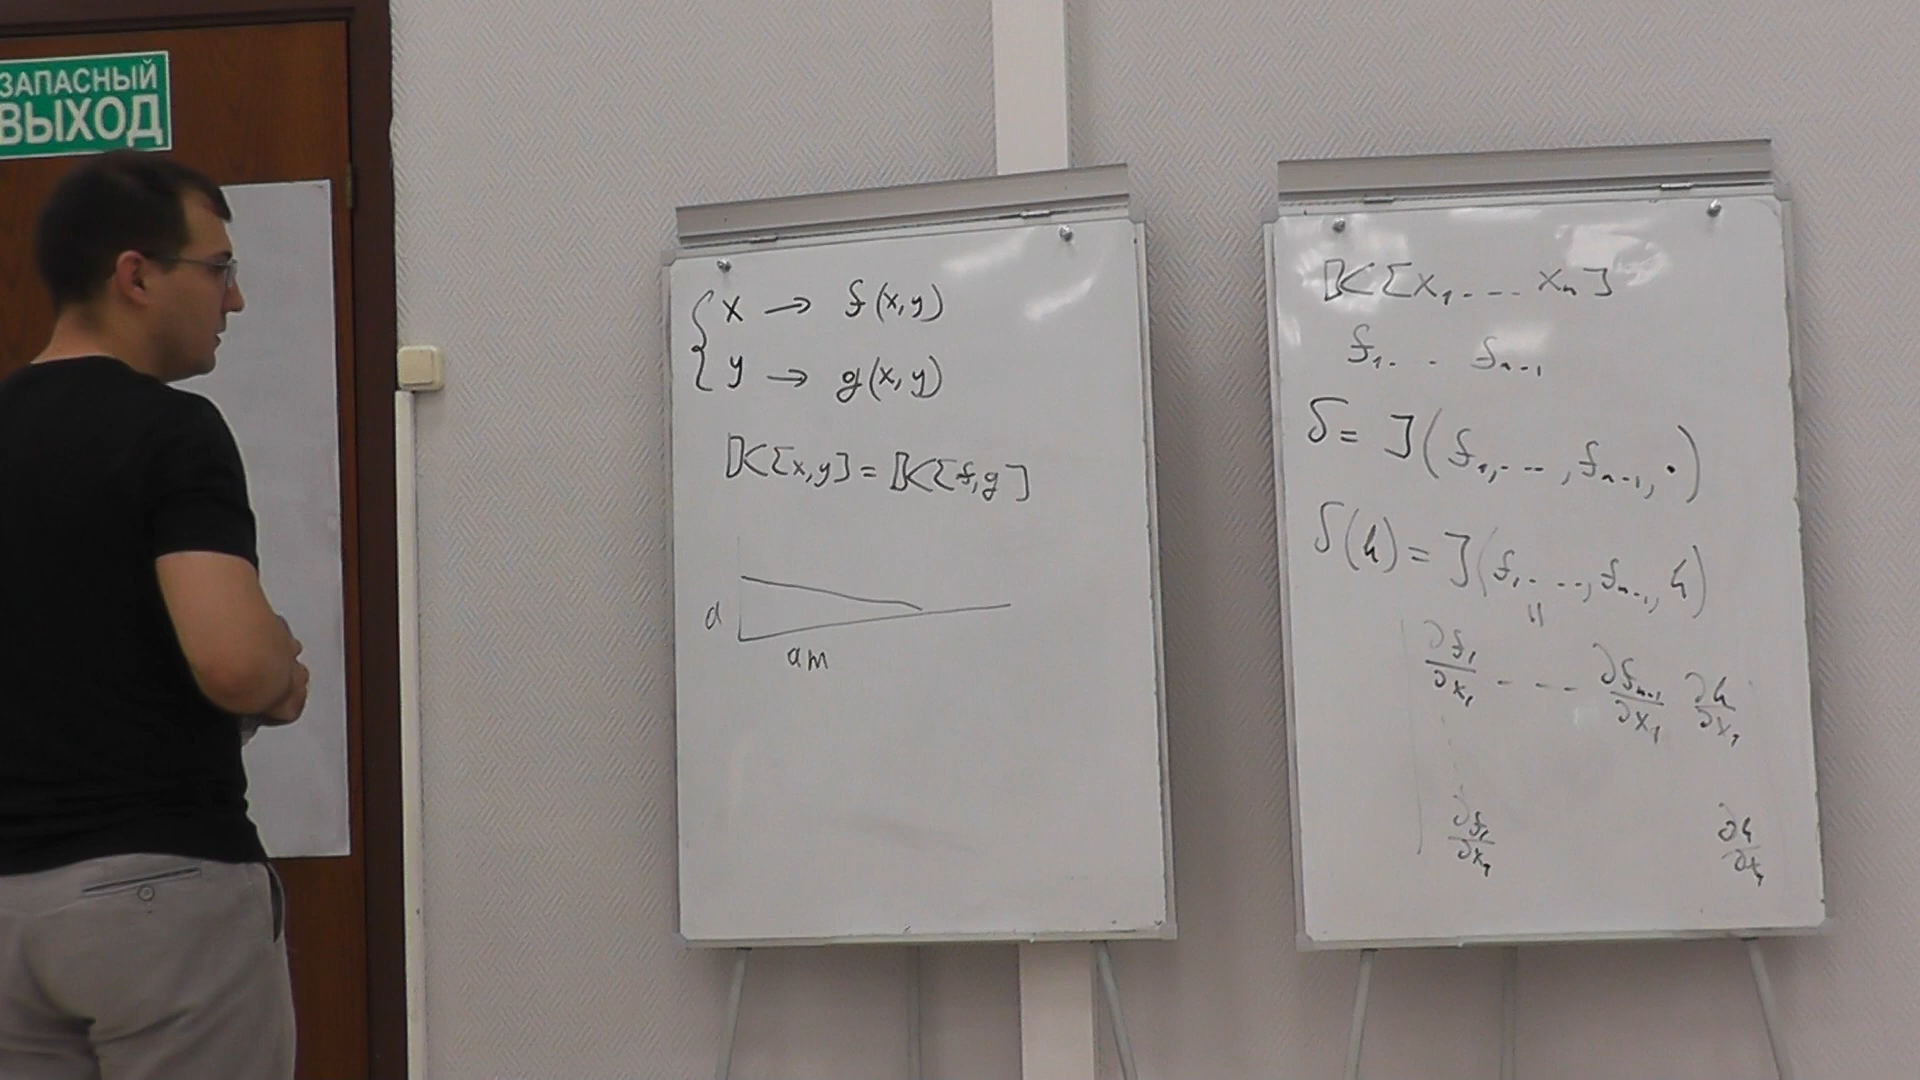 ЗАПАСНЫЙ
ВЫХОД
{ x → f(x,y)
y → g(x,y)
𝕂[x,y] = 𝕂[f,g]
d
am
𝕂[x₁ ... xₙ]
f₁ .. fₙ₋₁
δ = J(f₁, ..., fₙ₋₁, ·)
δ(h) = J(f₁, ..., fₙ₋₁, h)
||
∂f₁/∂x₁ ... ∂fₙ₋₁/∂x₁ ∂h/∂x₁
∂f₁/∂xₙ ∂h/∂xₙ